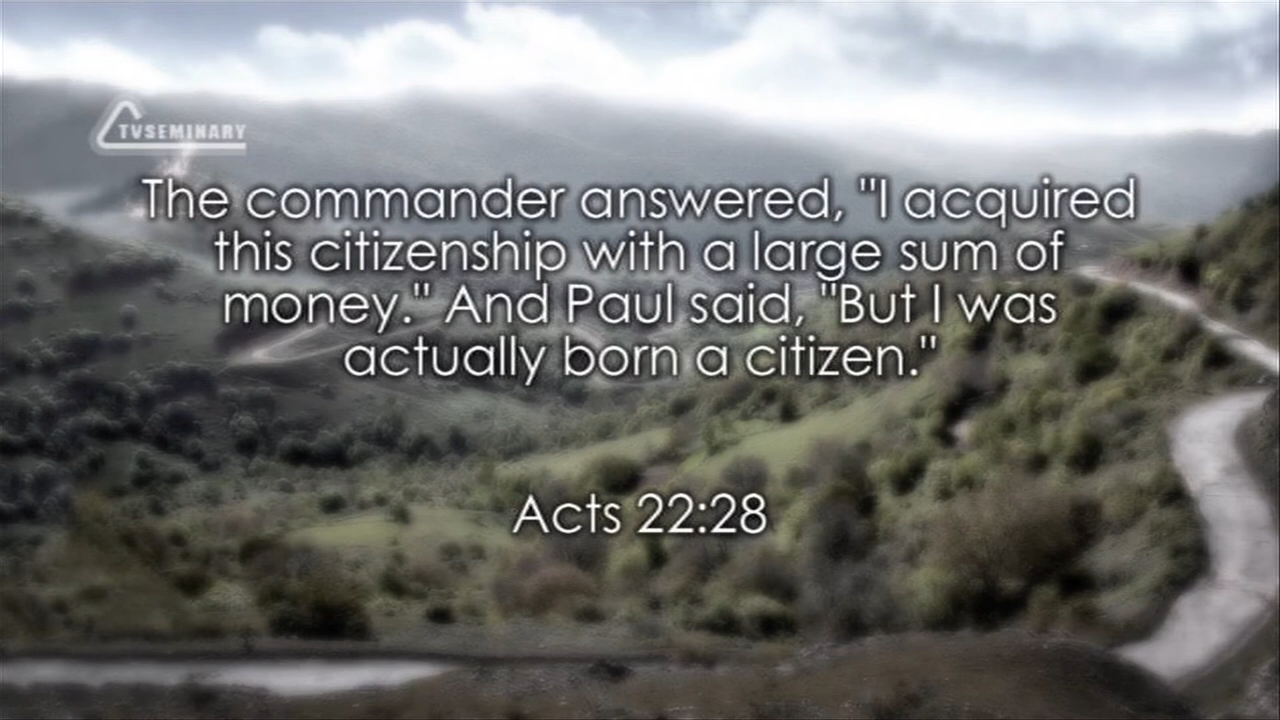 TVSEMINARY
The commander answered, "I acquired
this citizenship with a large sum of
money." And Paul said, "But I was
actually born a citizen."
Acts 22:28